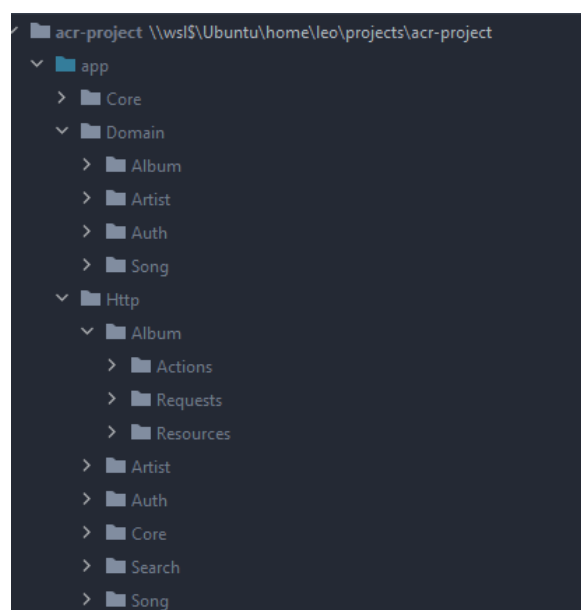 acr-project \\wsl$\Ubuntu\home\leo\projects\acr-project
app
Core
Domain
Album
Artist
Auth
Song
Http
Album
Actions
Requests
Resources
Artist
Auth
Core
Search
Song